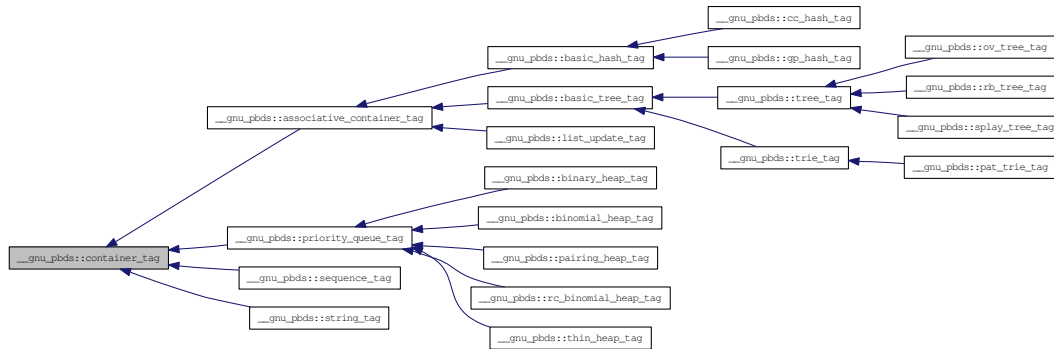 __gnu_pbds::cc_hash_tag
__gnu_pbds::ov_tree_tag
__gnu_pbds::basic_hash_tag
__gnu_pbds::gp_hash_tag
__gnu_pbds::rb_tree_tag
__gnu_pbds::basic_tree_tag
__gnu_pbds::tree_tag
__gnu_pbds::associative_container_tag
__gnu_pbds::splay_tree_tag
__gnu_pbds::list_update_tag
__gnu_pbds::trie_tag
__gnu_pbds::pat_trie_tag
__gnu_pbds::binary_heap_tag
__gnu_pbds::binomial_heap_tag
__gnu_pbds::priority_queue_tag
__gnu_pbds::container_tag
__gnu_pbds::pairing_heap_tag
__gnu_pbds::sequence_tag
__gnu_pbds::rc_binomial_heap_tag
__gnu_pbds::string_tag
__gnu_pbds::thin_heap_tag